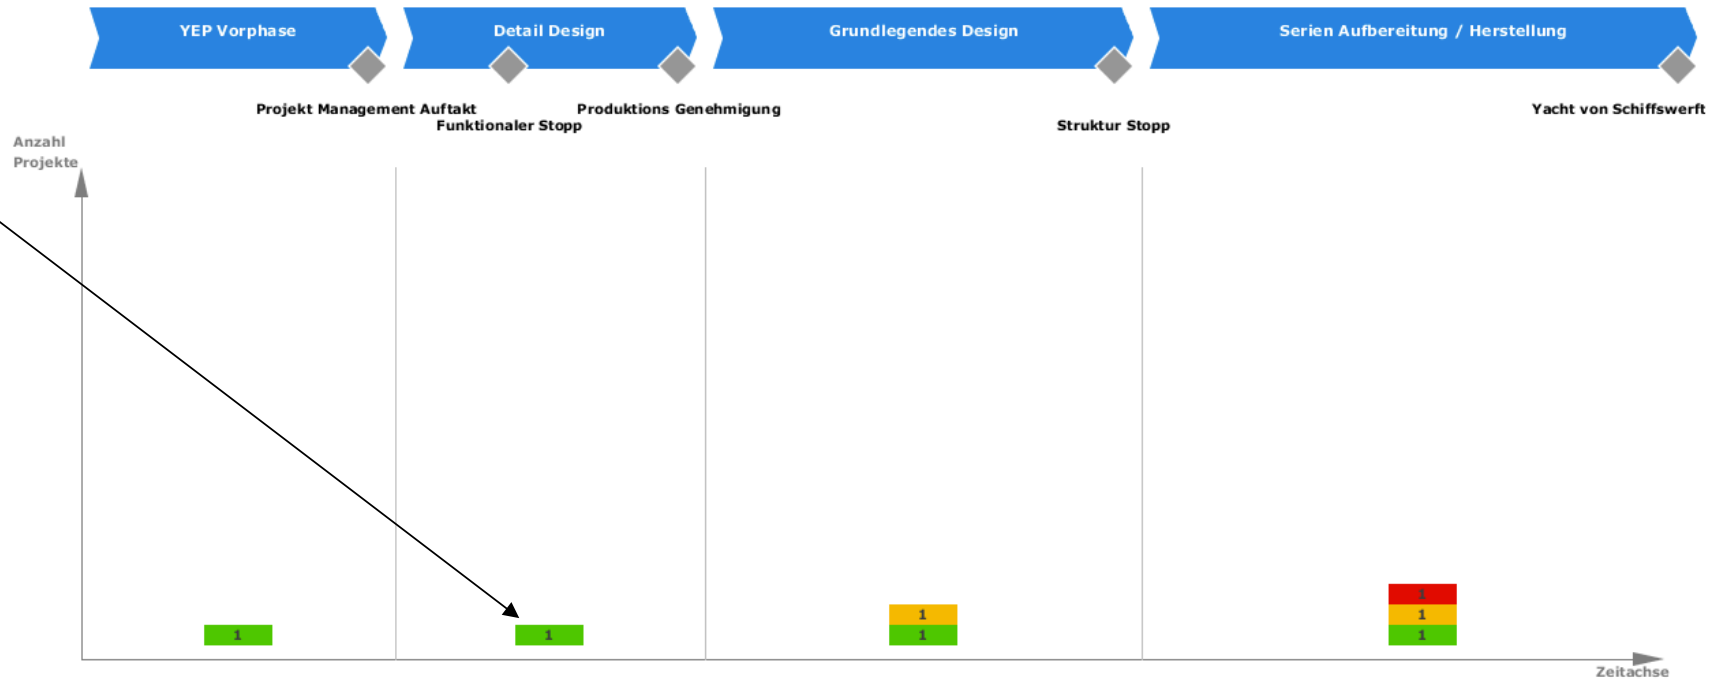 YEP Vorphase
Detail Design
Grundlegendes Design
Serien Aufbereitung / Herstellung
Projekt Management Auftakt
Produktions Genehmigung
Yacht von Schiffswerft
Funktionaler Stopp
Struktur Stopp
Anzahl
Projekte
1
1
1
1
1
1
1
Zeitachse